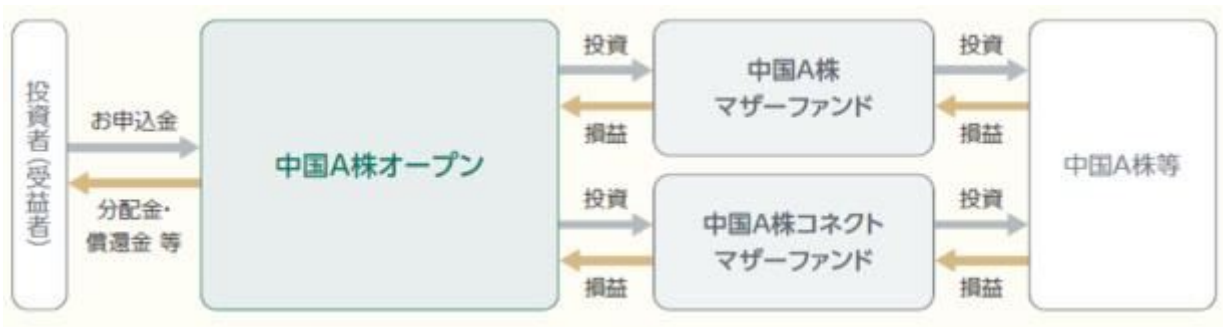 投資者(受益者)
お申込金
分配金・
償還金 等
中国A株オープン
投資
損益
投資
損益
中国A株
マザーファンド
中国A株コネクト
マザーファンド
投資
損益
投資
損益
中国A株等